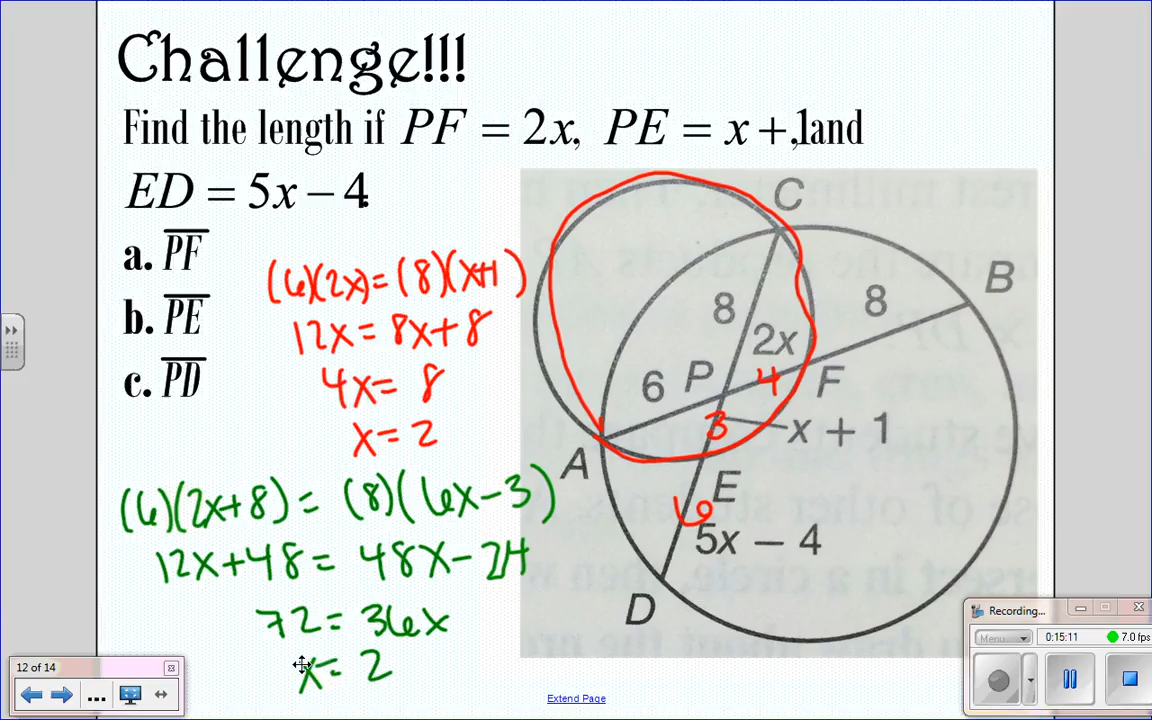 Challenge!!!
Find the length if PF = 2x, PE = x + 1, and
ED = 5x − 4.
a. PF
b. PE
c. PD
(6)(2x) = (8)(x+1)
12x = 8x + 8
4x = 8
x = 2
(6)(2x+8) = (8)(6x−3)
12x + 48 = 48x − 24
72 = 36x
x = 2
C
B
8
8
2x
6
P
4
F
3
x + 1
A
E
6
5x − 4
D
12 of 14
...
Extend Page
Recording...
Menu
0:15:11
7.0 fps